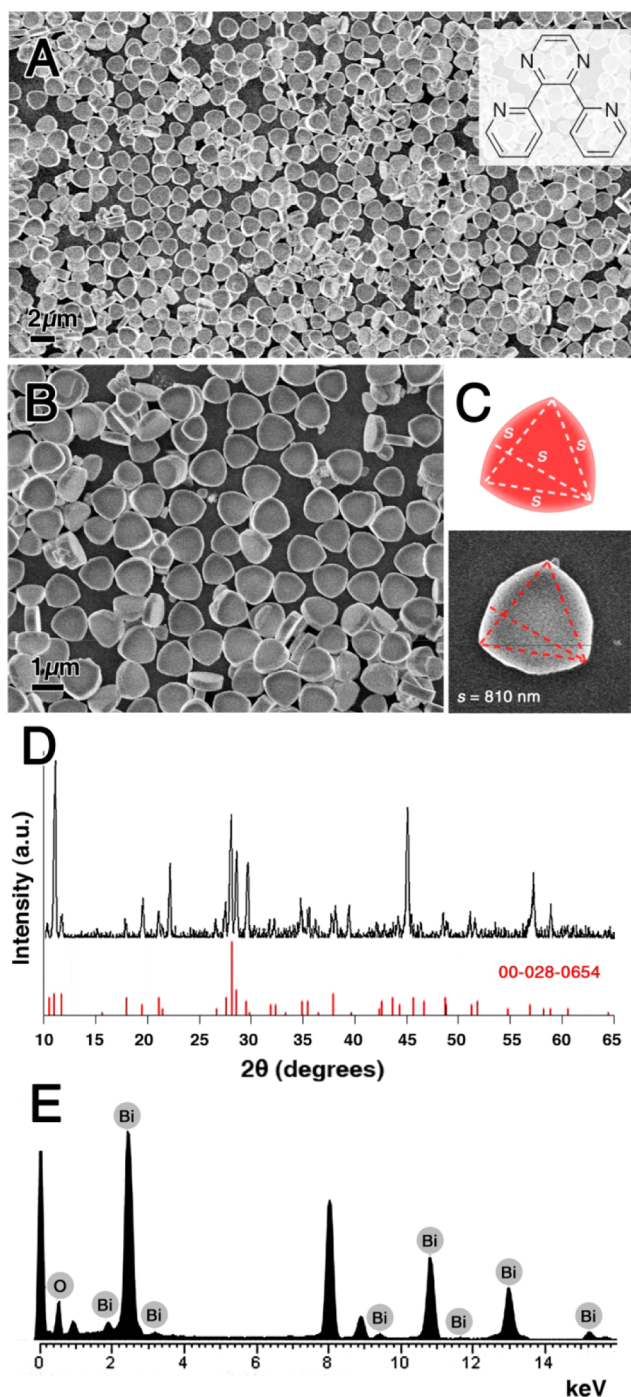 A
N
N
N
N
2μm
B
1μm
C
s
s
s
s
s = 810 nm
D
Intensity (a.u.)
00-028-0654
10 15 20 25 30 35 40 45 50 55 60 65
2θ (degrees)
E
Bi
O
Bi
Bi
Bi
Bi
Bi
Bi
Bi
0 2 4 6 8 10 12 14
keV